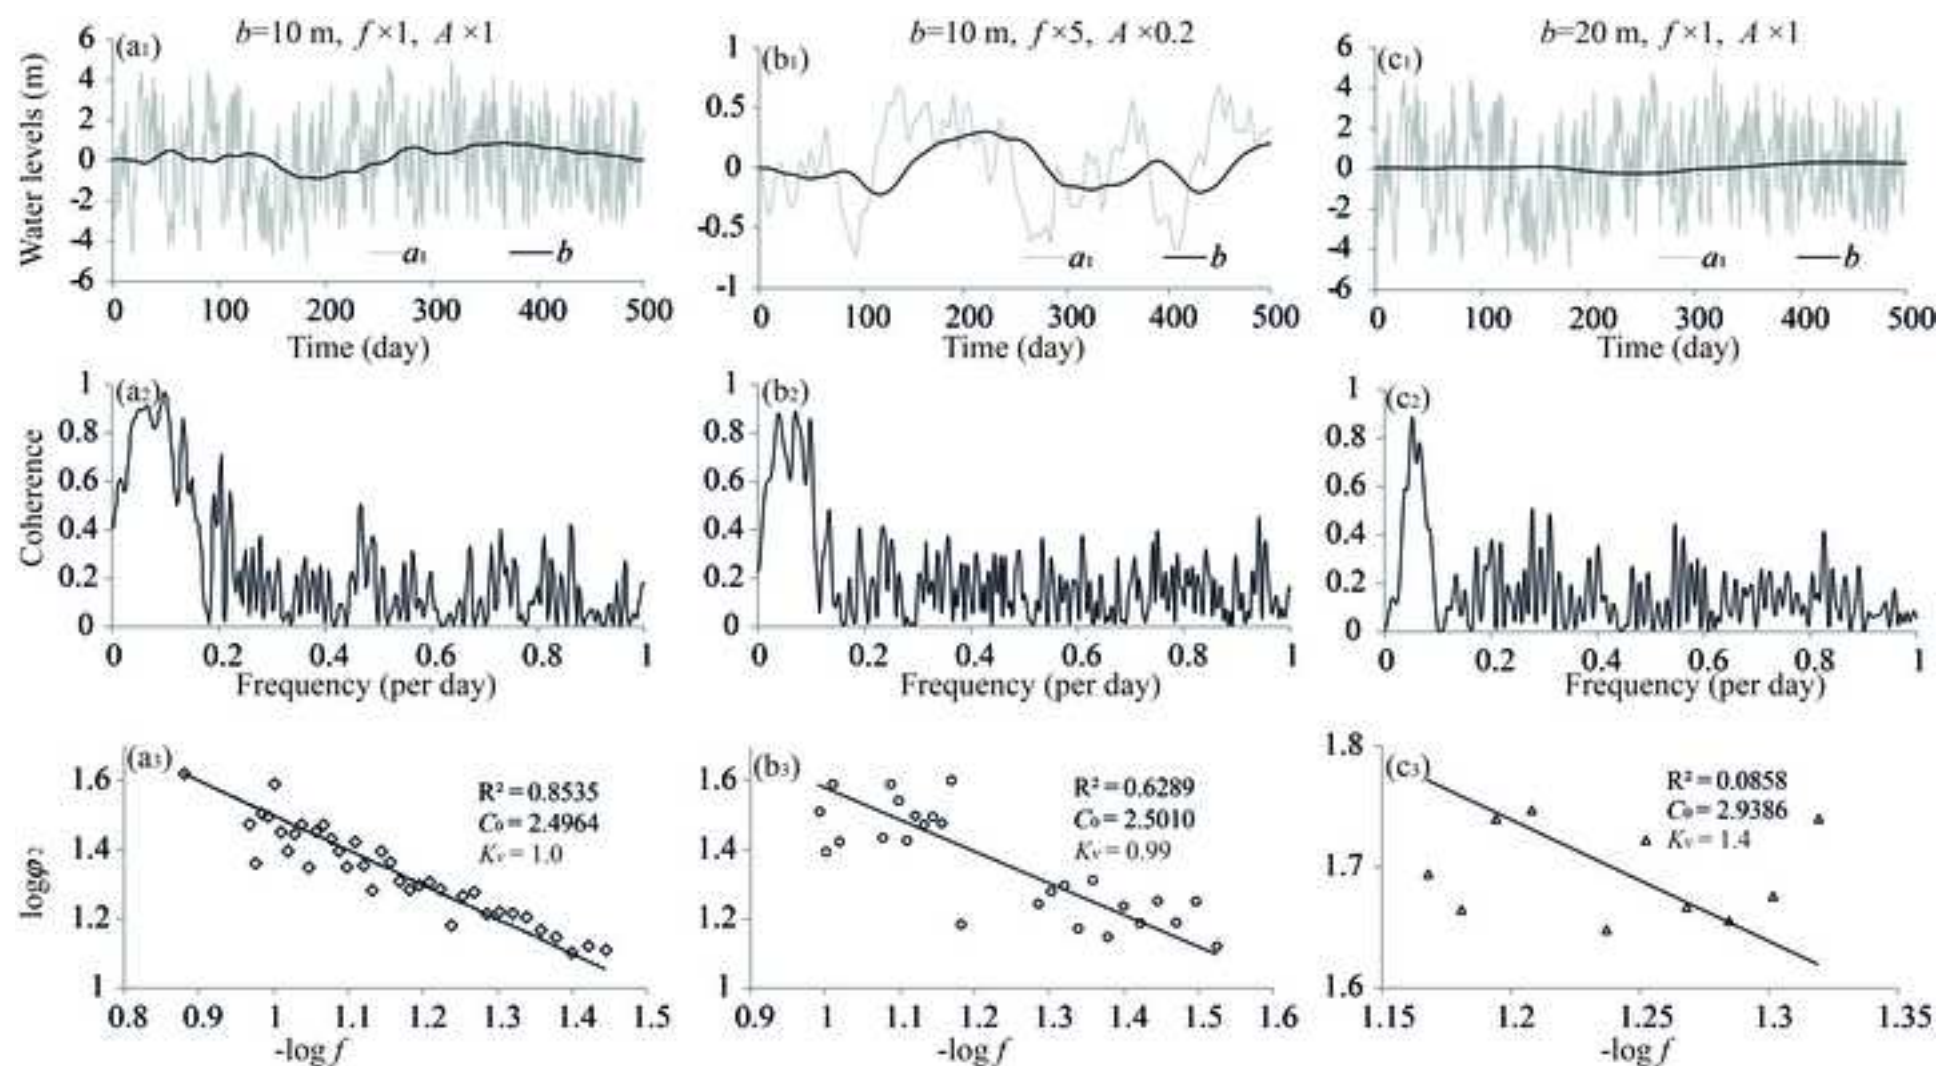 b=10 m, f×1, A×1
b=10 m, f×5, A×0.2
b=20 m, f×1, A×1
(a₁)
Water levels (m)
6
4
2
0
-2
-4
-6
a₁
b
0 100 200 300 400 500
Time (day)
(b₁)
1
0.5
0
-0.5
-1
a₁
b
0 100 200 300 400 500
Time (day)
(c₁)
6
4
2
0
-2
-4
-6
a₁
b
0 100 200 300 400 500
Time (day)
(a₂)
Coherence
1
0.8
0.6
0.4
0.2
0
0 0.2 0.4 0.6 0.8 1
Frequency (per day)
(b₂)
1
0.8
0.6
0.4
0.2
0
0 0.2 0.4 0.6 0.8 1
Frequency (per day)
(c₂)
1
0.8
0.6
0.4
0.2
0
0 0.2 0.4 0.6 0.8 1
Frequency (per day)
(a₃)
logφ₂
1.6
1.4
1.2
1
R² = 0.8535
C₀ = 2.4964
Kᵥ = 1.0
0.8 0.9 1 1.1 1.2 1.3 1.4 1.5
-log f
(b₃)
1.6
1.4
1.2
1
R² = 0.6289
C₀ = 2.5010
Kᵥ = 0.99
0.9 1 1.1 1.2 1.3 1.4 1.5 1.6
-log f
(c₃)
1.8
1.7
1.6
R² = 0.0858
C₀ = 2.9386
Kᵥ = 1.4
1.15 1.2 1.25 1.3 1.35
-log f